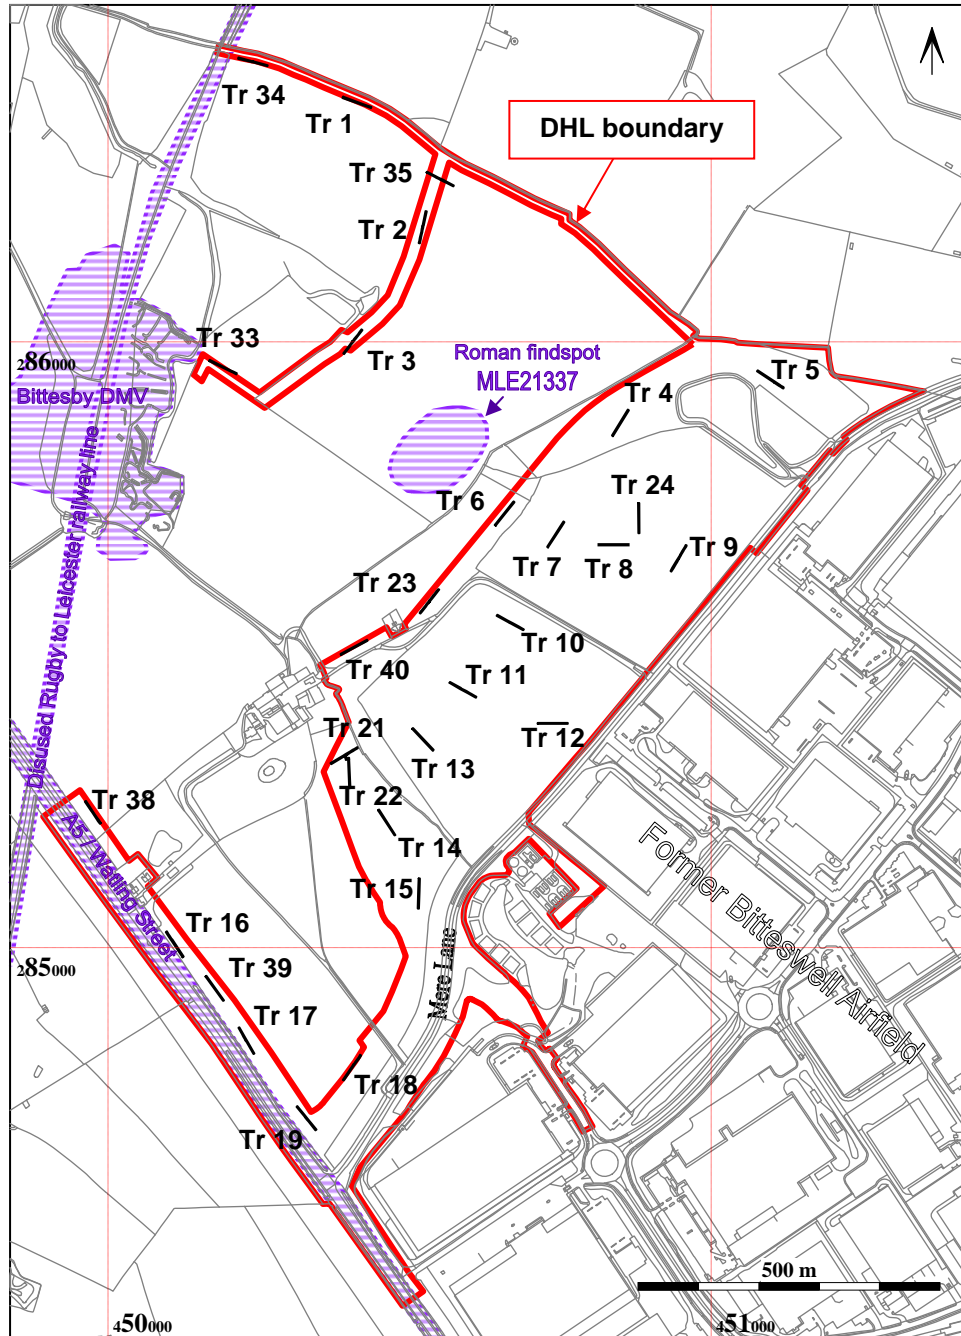 Tr 34
Tr 1
DHL boundary
Tr 35
Tr 2
Tr 33
Tr 3
286000
Roman findspot
MLE21337
Tr 5
Bittesby DMV
Tr 4
Tr 24
Tr 6
Tr 7
Tr 8
Tr 9
Disused Rugby to Leicester railway line
Tr 23
Tr 10
Tr 40
Tr 11
Tr 21
Tr 12
Tr 13
Tr 38
Tr 22
Tr 14
A5 / Watling Street
Former Bitteswell Airfield
Tr 15
Tr 16
Mere Lane
285000
Tr 39
Tr 17
Tr 18
Tr 19
500 m
450000
451000